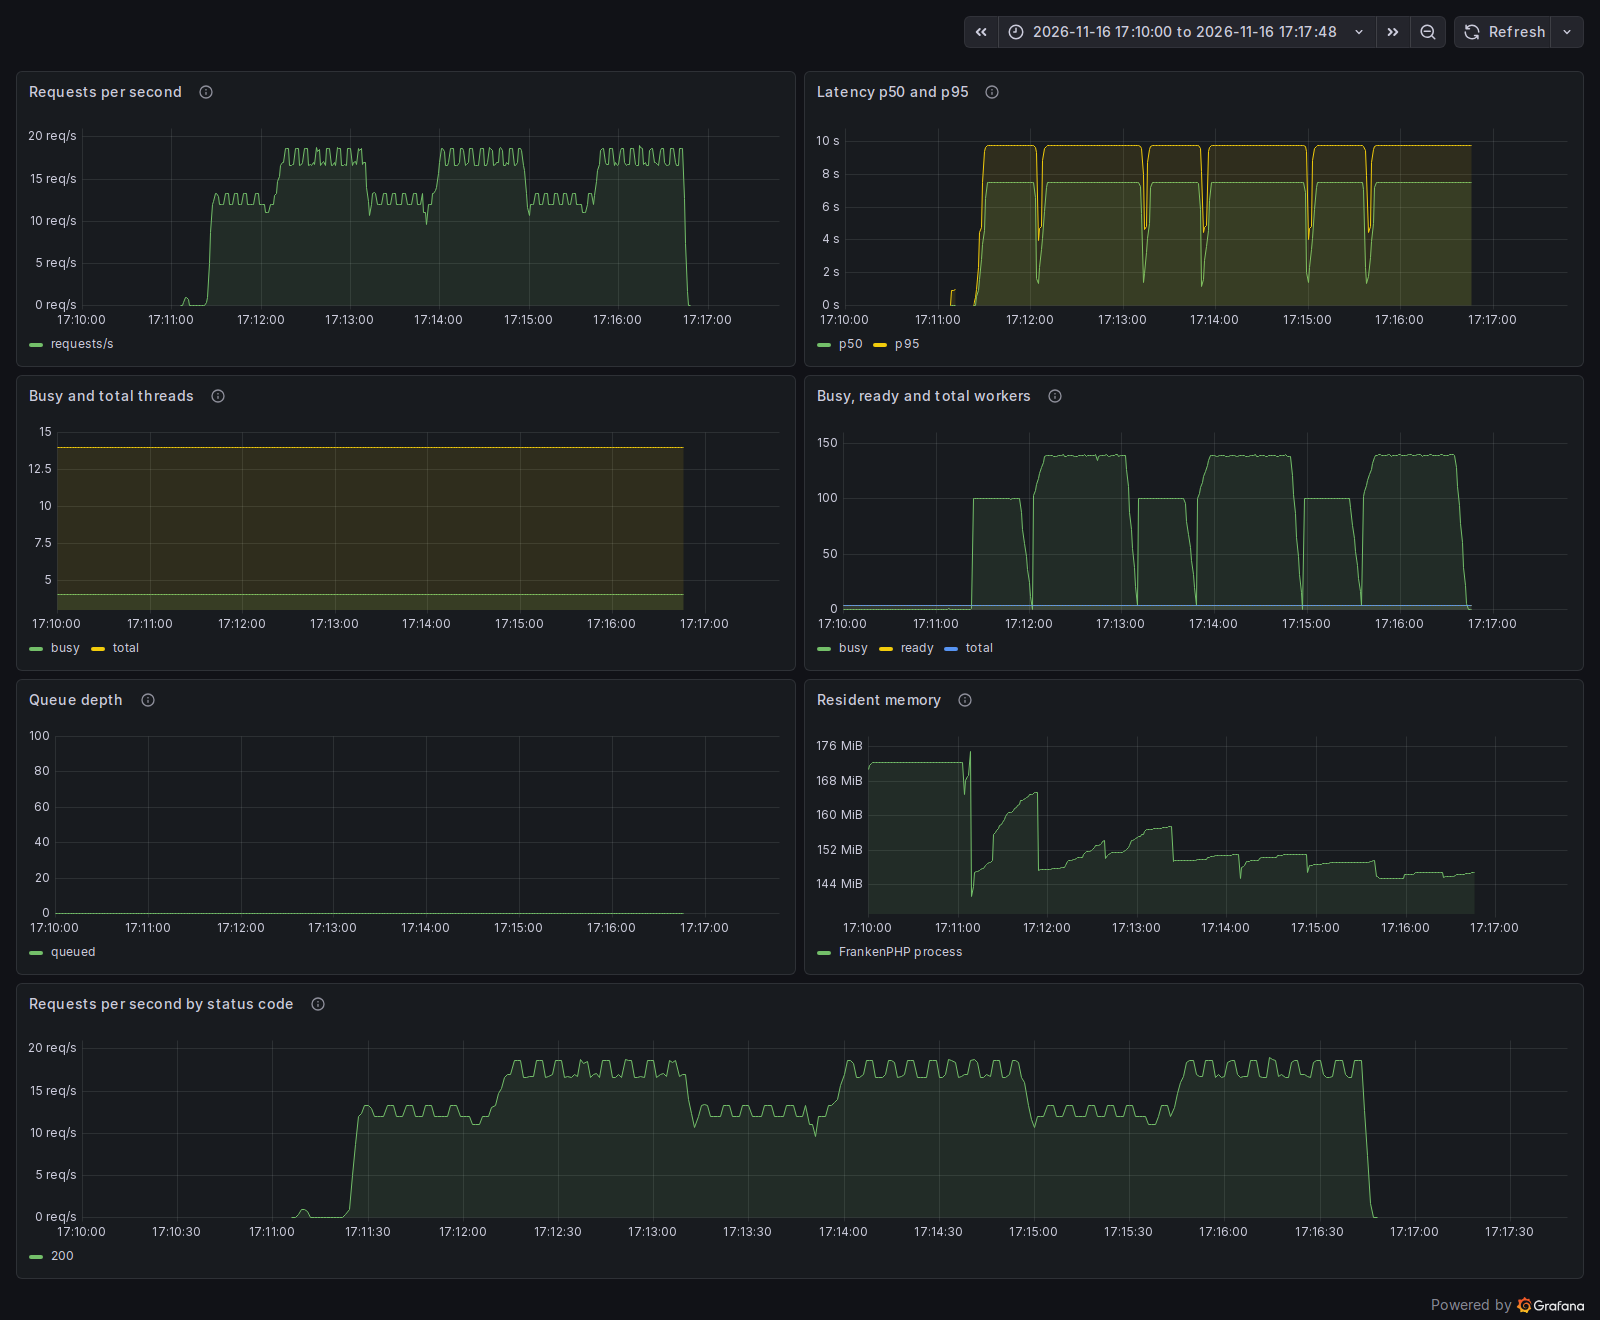 2026-11-16 17:10:00 to 2026-11-16 17:17:48 Refresh
Requests per second
20 req/s
15 req/s
10 req/s
5 req/s
0 req/s
17:10:00 17:11:00 17:12:00 17:13:00 17:14:00 17:15:00 17:16:00 17:17:00
requests/s
Latency p50 and p95
10 s
8 s
6 s
4 s
2 s
0 s
17:10:00 17:11:00 17:12:00 17:13:00 17:14:00 17:15:00 17:16:00 17:17:00
p50 p95
Busy and total threads
15
12.5
10
7.5
5
17:10:00 17:11:00 17:12:00 17:13:00 17:14:00 17:15:00 17:16:00 17:17:00
busy total
Busy, ready and total workers
150
100
50
0
17:10:00 17:11:00 17:12:00 17:13:00 17:14:00 17:15:00 17:16:00 17:17:00
busy ready total
Queue depth
100
80
60
40
20
0
17:10:00 17:11:00 17:12:00 17:13:00 17:14:00 17:15:00 17:16:00 17:17:00
queued
Resident memory
176 MiB
168 MiB
160 MiB
152 MiB
144 MiB
17:10:00 17:11:00 17:12:00 17:13:00 17:14:00 17:15:00 17:16:00 17:17:00
FrankenPHP process
Requests per second by status code
20 req/s
15 req/s
10 req/s
5 req/s
0 req/s
17:10:00 17:10:30 17:11:00 17:11:30 17:12:00 17:12:30 17:13:00 17:13:30 17:14:00 17:14:30 17:15:00 17:15:30 17:16:00 17:16:30 17:17:00 17:17:30
200
Powered by Grafana